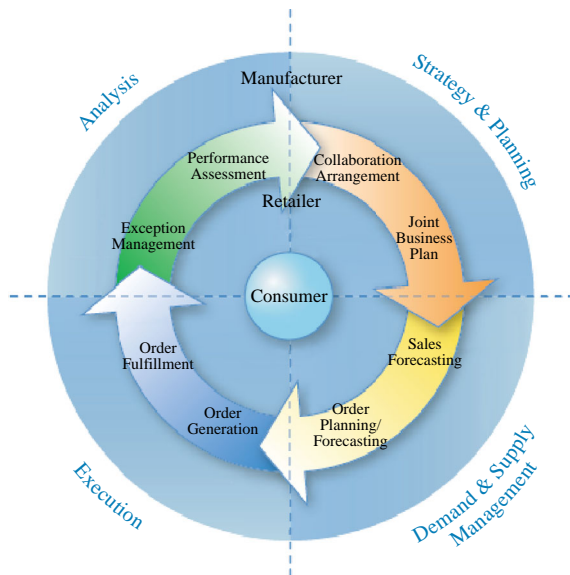 Analysis
Strategy & Planning
Manufacturer
Performance
Assessment
Collaboration
Arrangement
Retailer
Exception
Management
Joint
Business
Plan
Consumer
Order
Fulfillment
Sales
Forecasting
Order
Generation
Order
Planning/
Forecasting
Execution
Demand & Supply
Management